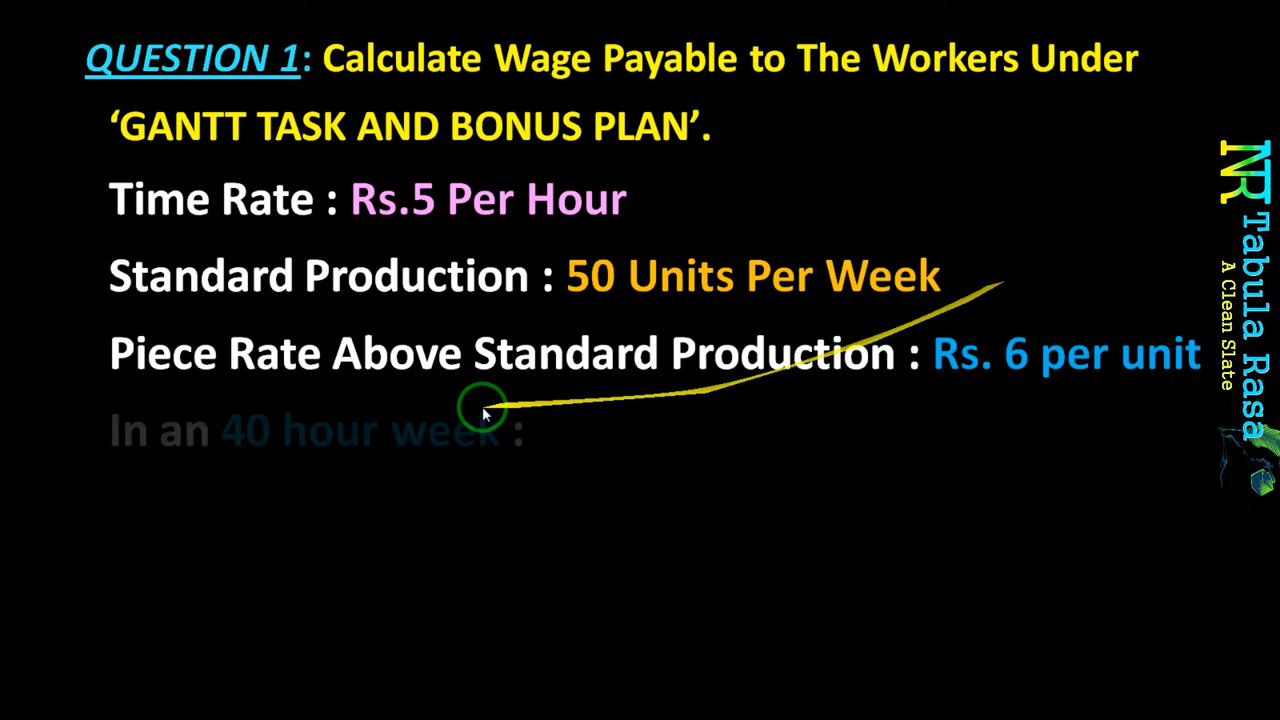 QUESTION 1: Calculate Wage Payable to The Workers Under
‘GANTT TASK AND BONUS PLAN’.
Time Rate : Rs.5 Per Hour
Standard Production : 50 Units Per Week
Piece Rate Above Standard Production : Rs. 6 per unit
In an 40 hour week :
NTR
Tabula Rasa
A Clean Slate